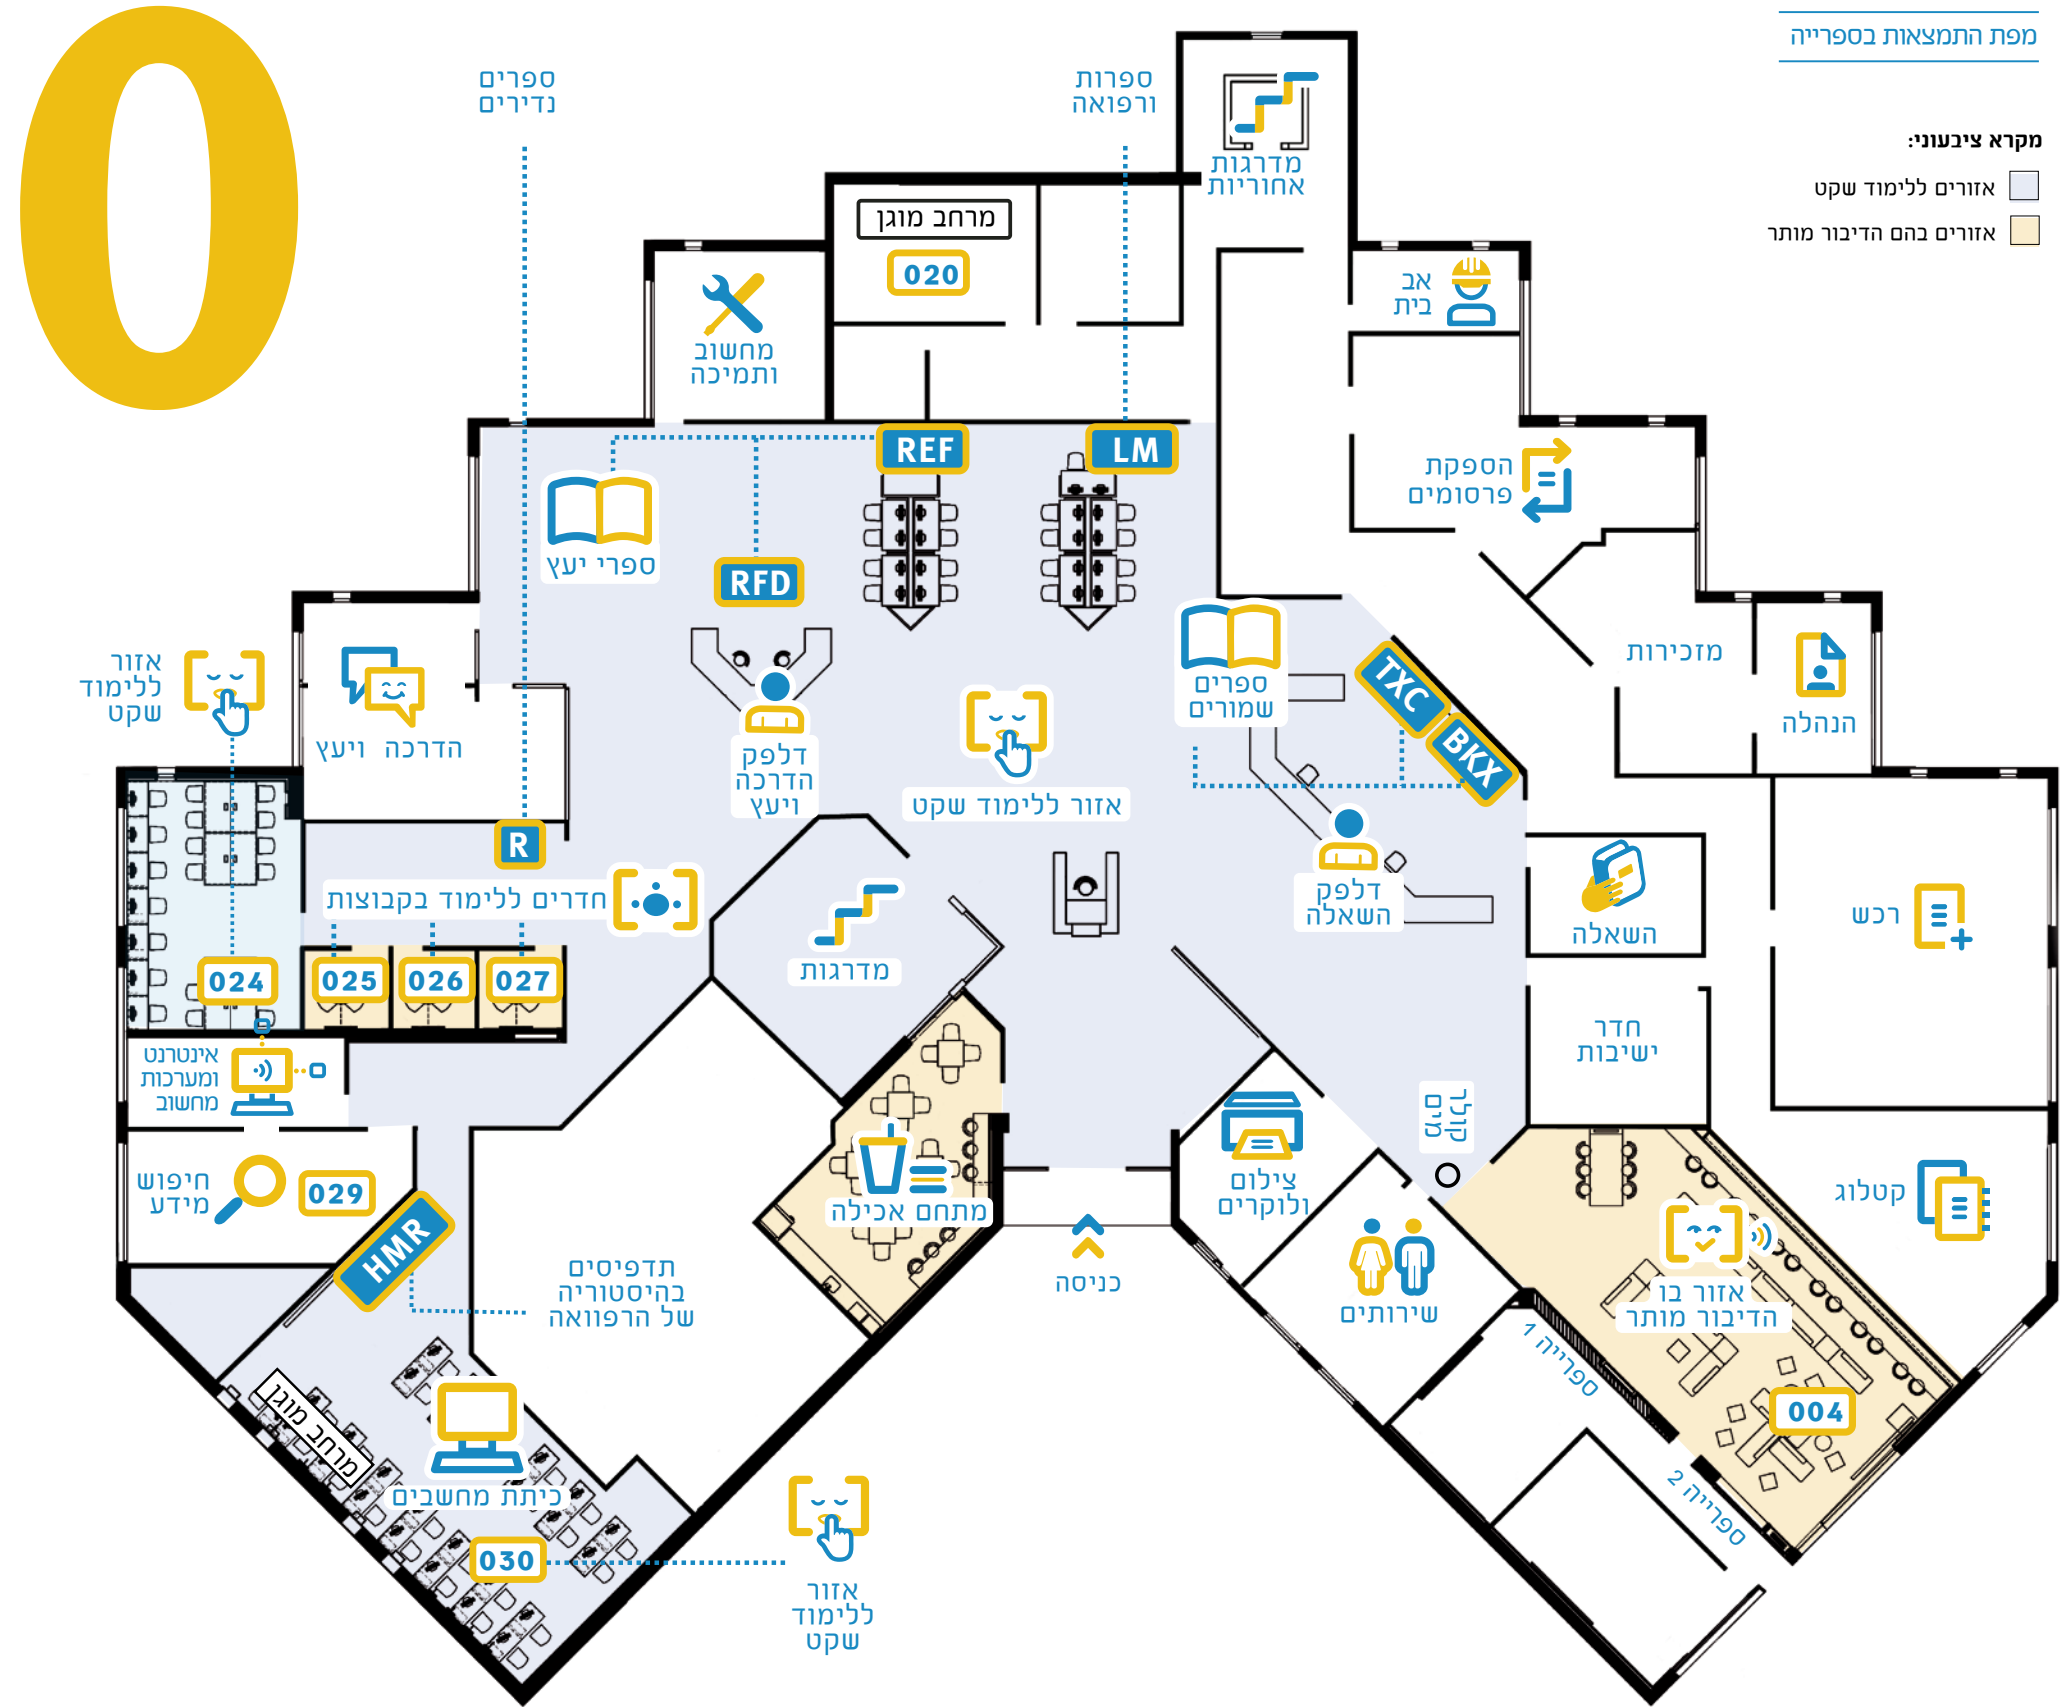 מפת התמצאות בספרייה
מקרא ציבעוני:
אזורים ללימוד שקט
אזורים בהם הדיבור מותר
0
ספרים
נדירים
ספרות
ורפואה
מדרגות
אחוריות
מרחב מוגן
020
מחשוב
ותמיכה
אב
בית
REF
LM
הספקת
פרסומים
ספרי יעץ
RFD
אזור
ללימוד
שקט
הדרכה ויעץ
ספרים
שמורים
TXC
BKX
מזכירות
הנהלה
דלפק
הדרכה
ויעץ
אזור ללימוד שקט
R
חדרים ללימוד בקבוצות
דלפק
השאלה
השאלה
רכש
מדרגות
024
025
026
027
חדר
ישיבות
אינטרנט
ומערכות
מחשוב
קולר
מים
חיפוש
מידע
029
צילום
ולוקרים
קטלוג
מתחם אכילה
HMR
תדפיסים
בהיסטוריה
של הרפוואה
כניסה
שירותים
אזור בו
הדיבור מותר
ספרייה 1
004
מרחב מוגן
כיתת מחשבים
ספרייה 2
030
אזור
ללימוד
שקט